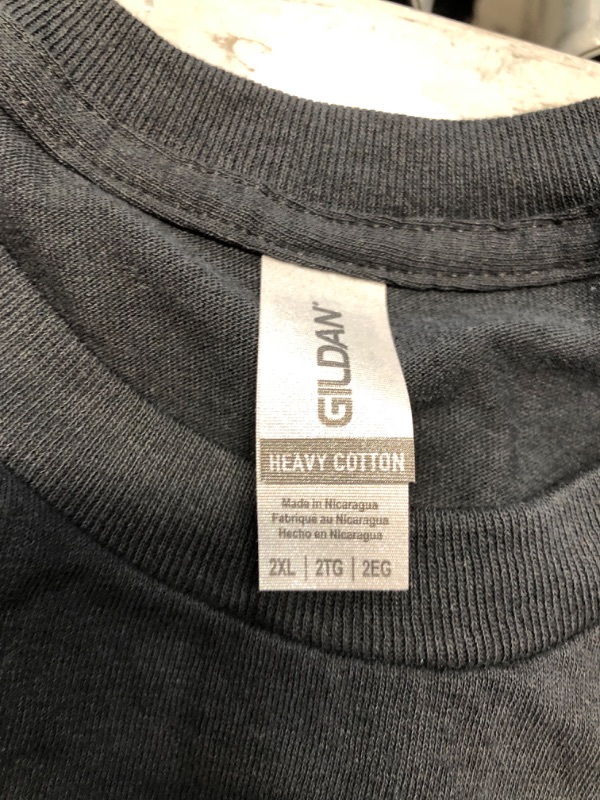 GILDAN®
HEAVY COTTON
Made in Nicaragua
Fabriqué au Nicaragua
Hecho en Nicaragua
2XL | 2TG | 2EG